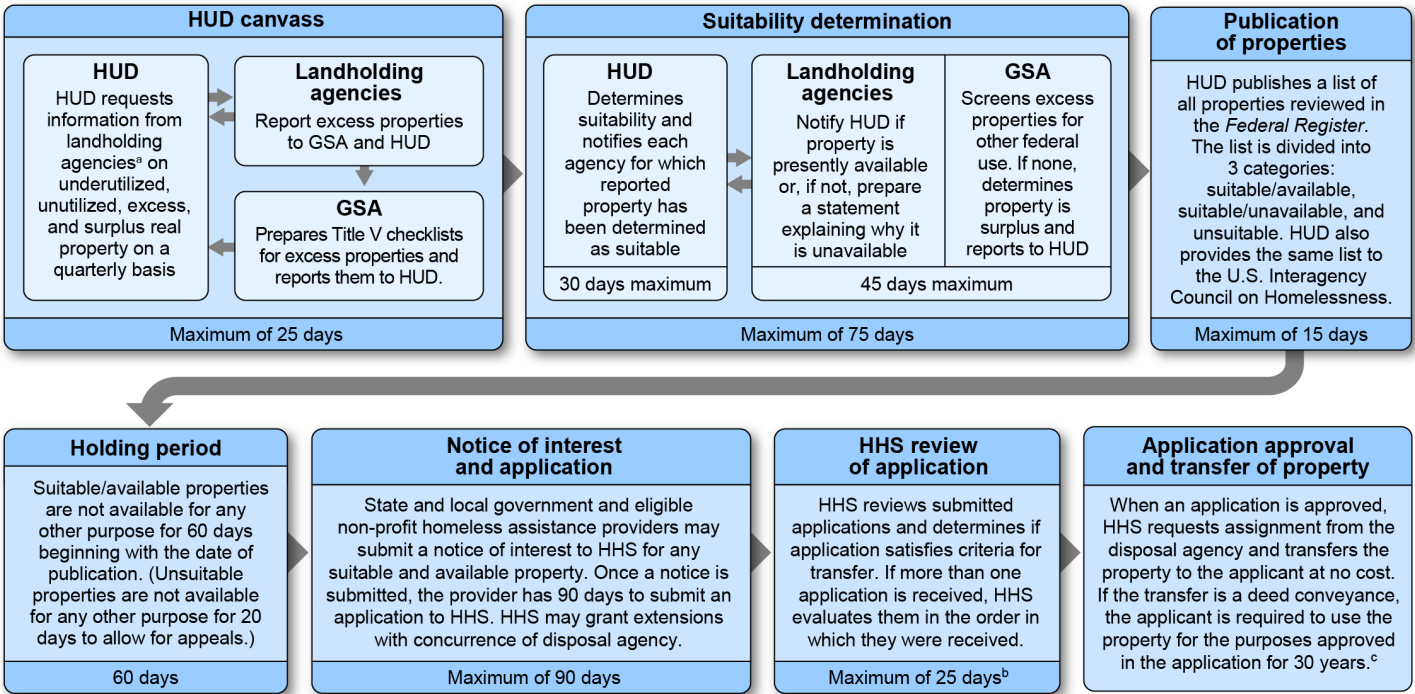 HUD canvass
HUD
HUD requests
information from
landholding
agenciesᵃ on
underutilized,
unutilized, excess,
and surplus real
property on a
quarterly basis
Landholding
agencies
Report excess properties
to GSA and HUD
GSA
Prepares Title V checklists
for excess properties and
reports them to HUD.
Maximum of 25 days
Suitability determination
HUD
Determines
suitability and
notifies each
agency for which
reported
property has
been determined
as suitable
30 days maximum
Landholding
agencies
Notify HUD if
property is
presently available
or, if not, prepare
a statement
explaining why it
is unavailable
GSA
Screens excess
properties for
other federal
use. If none,
determines
property is
surplus and
reports to HUD
45 days maximum
Maximum of 75 days
Publication
of properties
HUD publishes a list of
all properties reviewed in
the Federal Register.
The list is divided into
3 categories:
suitable/available,
suitable/unavailable, and
unsuitable. HUD also
provides the same list to
the U.S. Interagency
Council on Homelessness.
Maximum of 15 days
Holding period
Suitable/available properties
are not available for any
other purpose for 60 days
beginning with the date of
publication. (Unsuitable
properties are not available
for any other purpose for 20
days to allow for appeals.)
60 days
Notice of interest
and application
State and local government and eligible
non-profit homeless assistance providers may
submit a notice of interest to HHS for any
suitable and available property. Once a notice is
submitted, the provider has 90 days to submit an
application to HHS. HHS may grant extensions
with concurrence of disposal agency.
Maximum of 90 days
HHS review
of application
HHS reviews submitted
applications and determines if
application satisfies criteria for
transfer. If more than one
application is received, HHS
evaluates them in the order in
which they were received.
Maximum of 25 daysᵇ
Application approval
and transfer of property
When an application is approved,
HHS requests assignment from the
disposal agency and transfers the
property to the applicant at no cost.
If the transfer is a deed conveyance,
the applicant is required to use the
property for the purposes approved
in the application for 30 years.ᶜ